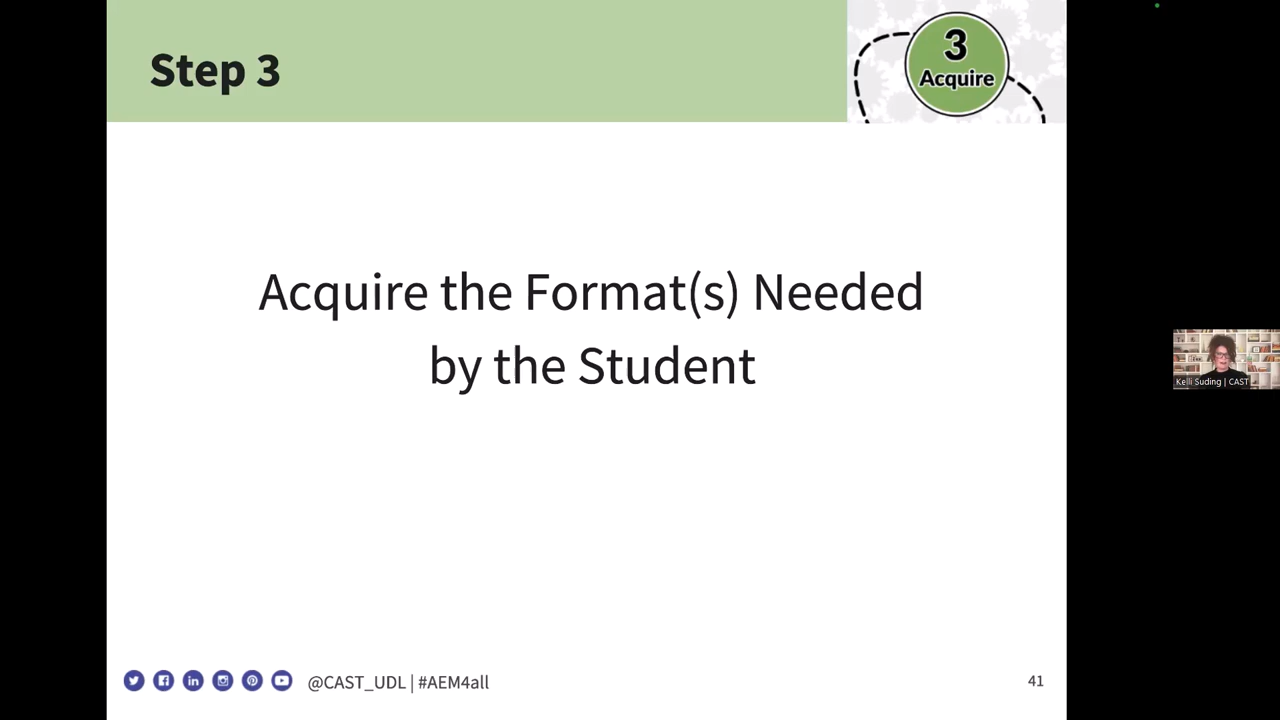 Step 3
3
Acquire
Acquire the Format(s) Needed
by the Student
Kelli Suding | CAST
@CAST_UDL | #AEM4all
41